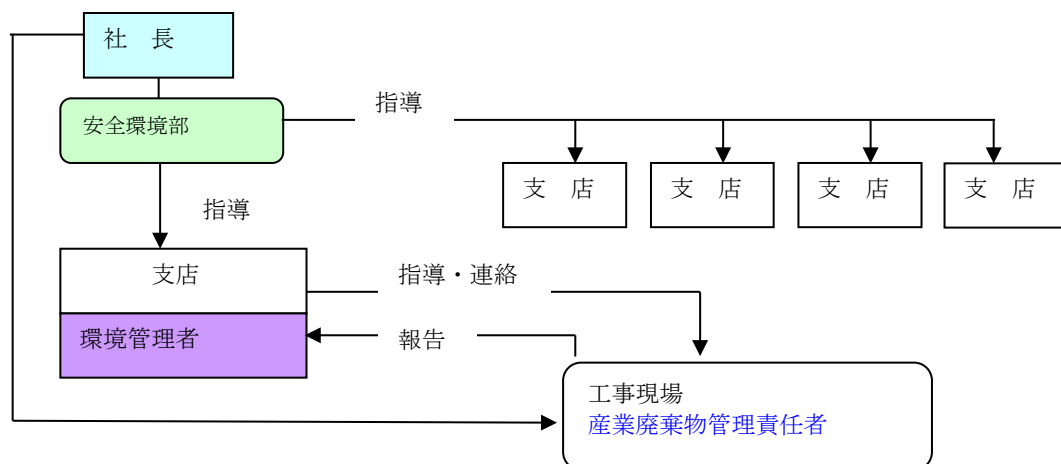 社　長
安全環境部
指導
支　店
支　店
支　店
支　店
指導
支店
指導・連絡
環境管理者
報告
工事現場
産業廃棄物管理責任者